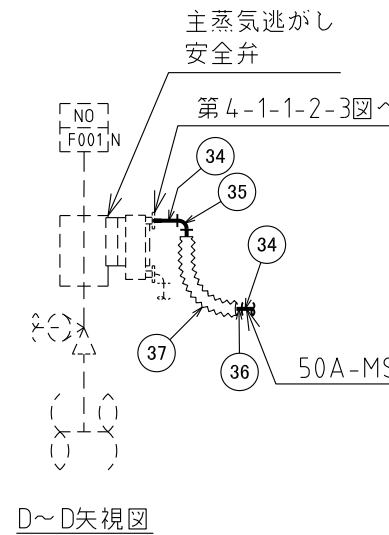 主蒸気逃がし
安全弁
NO
F001 N
第4-1-1-2-3図へ
34
35
34
37
36
50A-MS
D～D矢視図